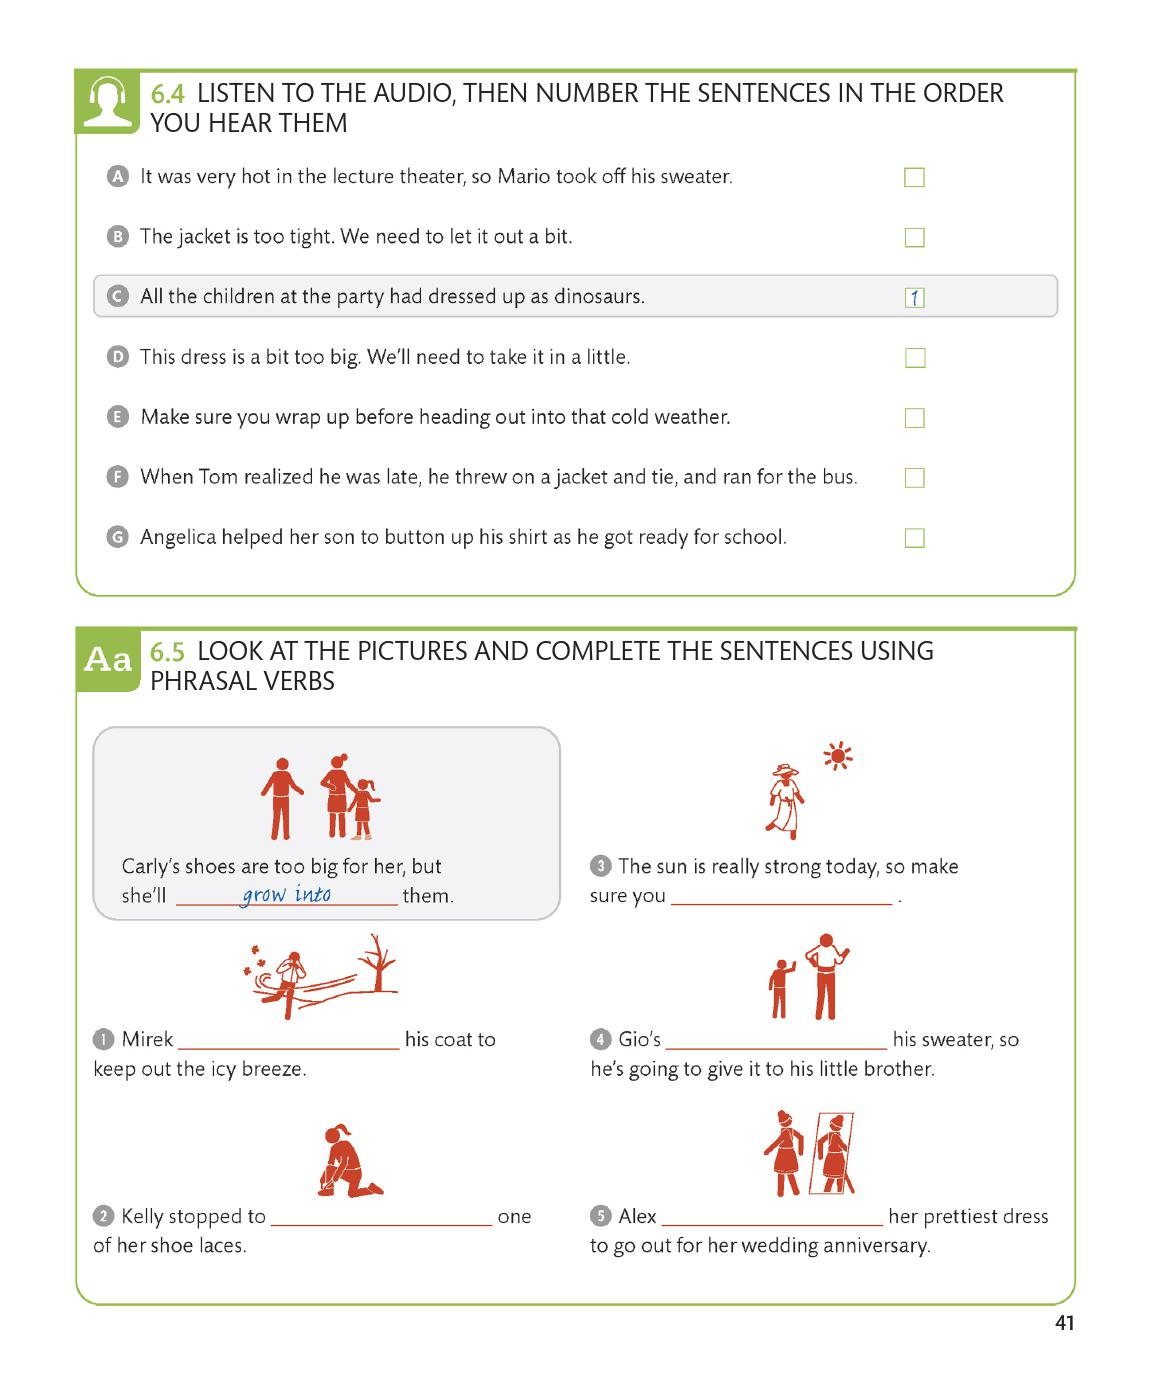 6.4 LISTEN TO THE AUDIO, THEN NUMBER THE SENTENCES IN THE ORDER
YOU HEAR THEM
A It was very hot in the lecture theater, so Mario took off his sweater.
B The jacket is too tight. We need to let it out a bit.
C All the children at the party had dressed up as dinosaurs. 1
D This dress is a bit too big. We'll need to take it in a little.
E Make sure you wrap up before heading out into that cold weather.
F When Tom realized he was late, he threw on a jacket and tie, and ran for the bus.
G Angelica helped her son to button up his shirt as he got ready for school.
Aa 6.5 LOOK AT THE PICTURES AND COMPLETE THE SENTENCES USING
PHRASAL VERBS
Carly's shoes are too big for her, but
she'll grow into them.
1 Mirek his coat to
keep out the icy breeze.
2 Kelly stopped to one
of her shoe laces.
3 The sun is really strong today, so make
sure you .
4 Gio's his sweater, so
he's going to give it to his little brother.
5 Alex her prettiest dress
to go out for her wedding anniversary.
41